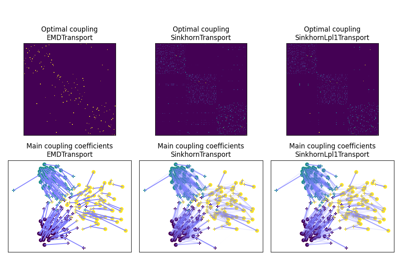 Optimal coupling
EMDTransport
Optimal coupling
SinkhornTransport
Optimal coupling
SinkhornLpl1Transport
Main coupling coefficients
EMDTransport
Main coupling coefficients
SinkhornTransport
Main coupling coefficients
SinkhornLpl1Transport